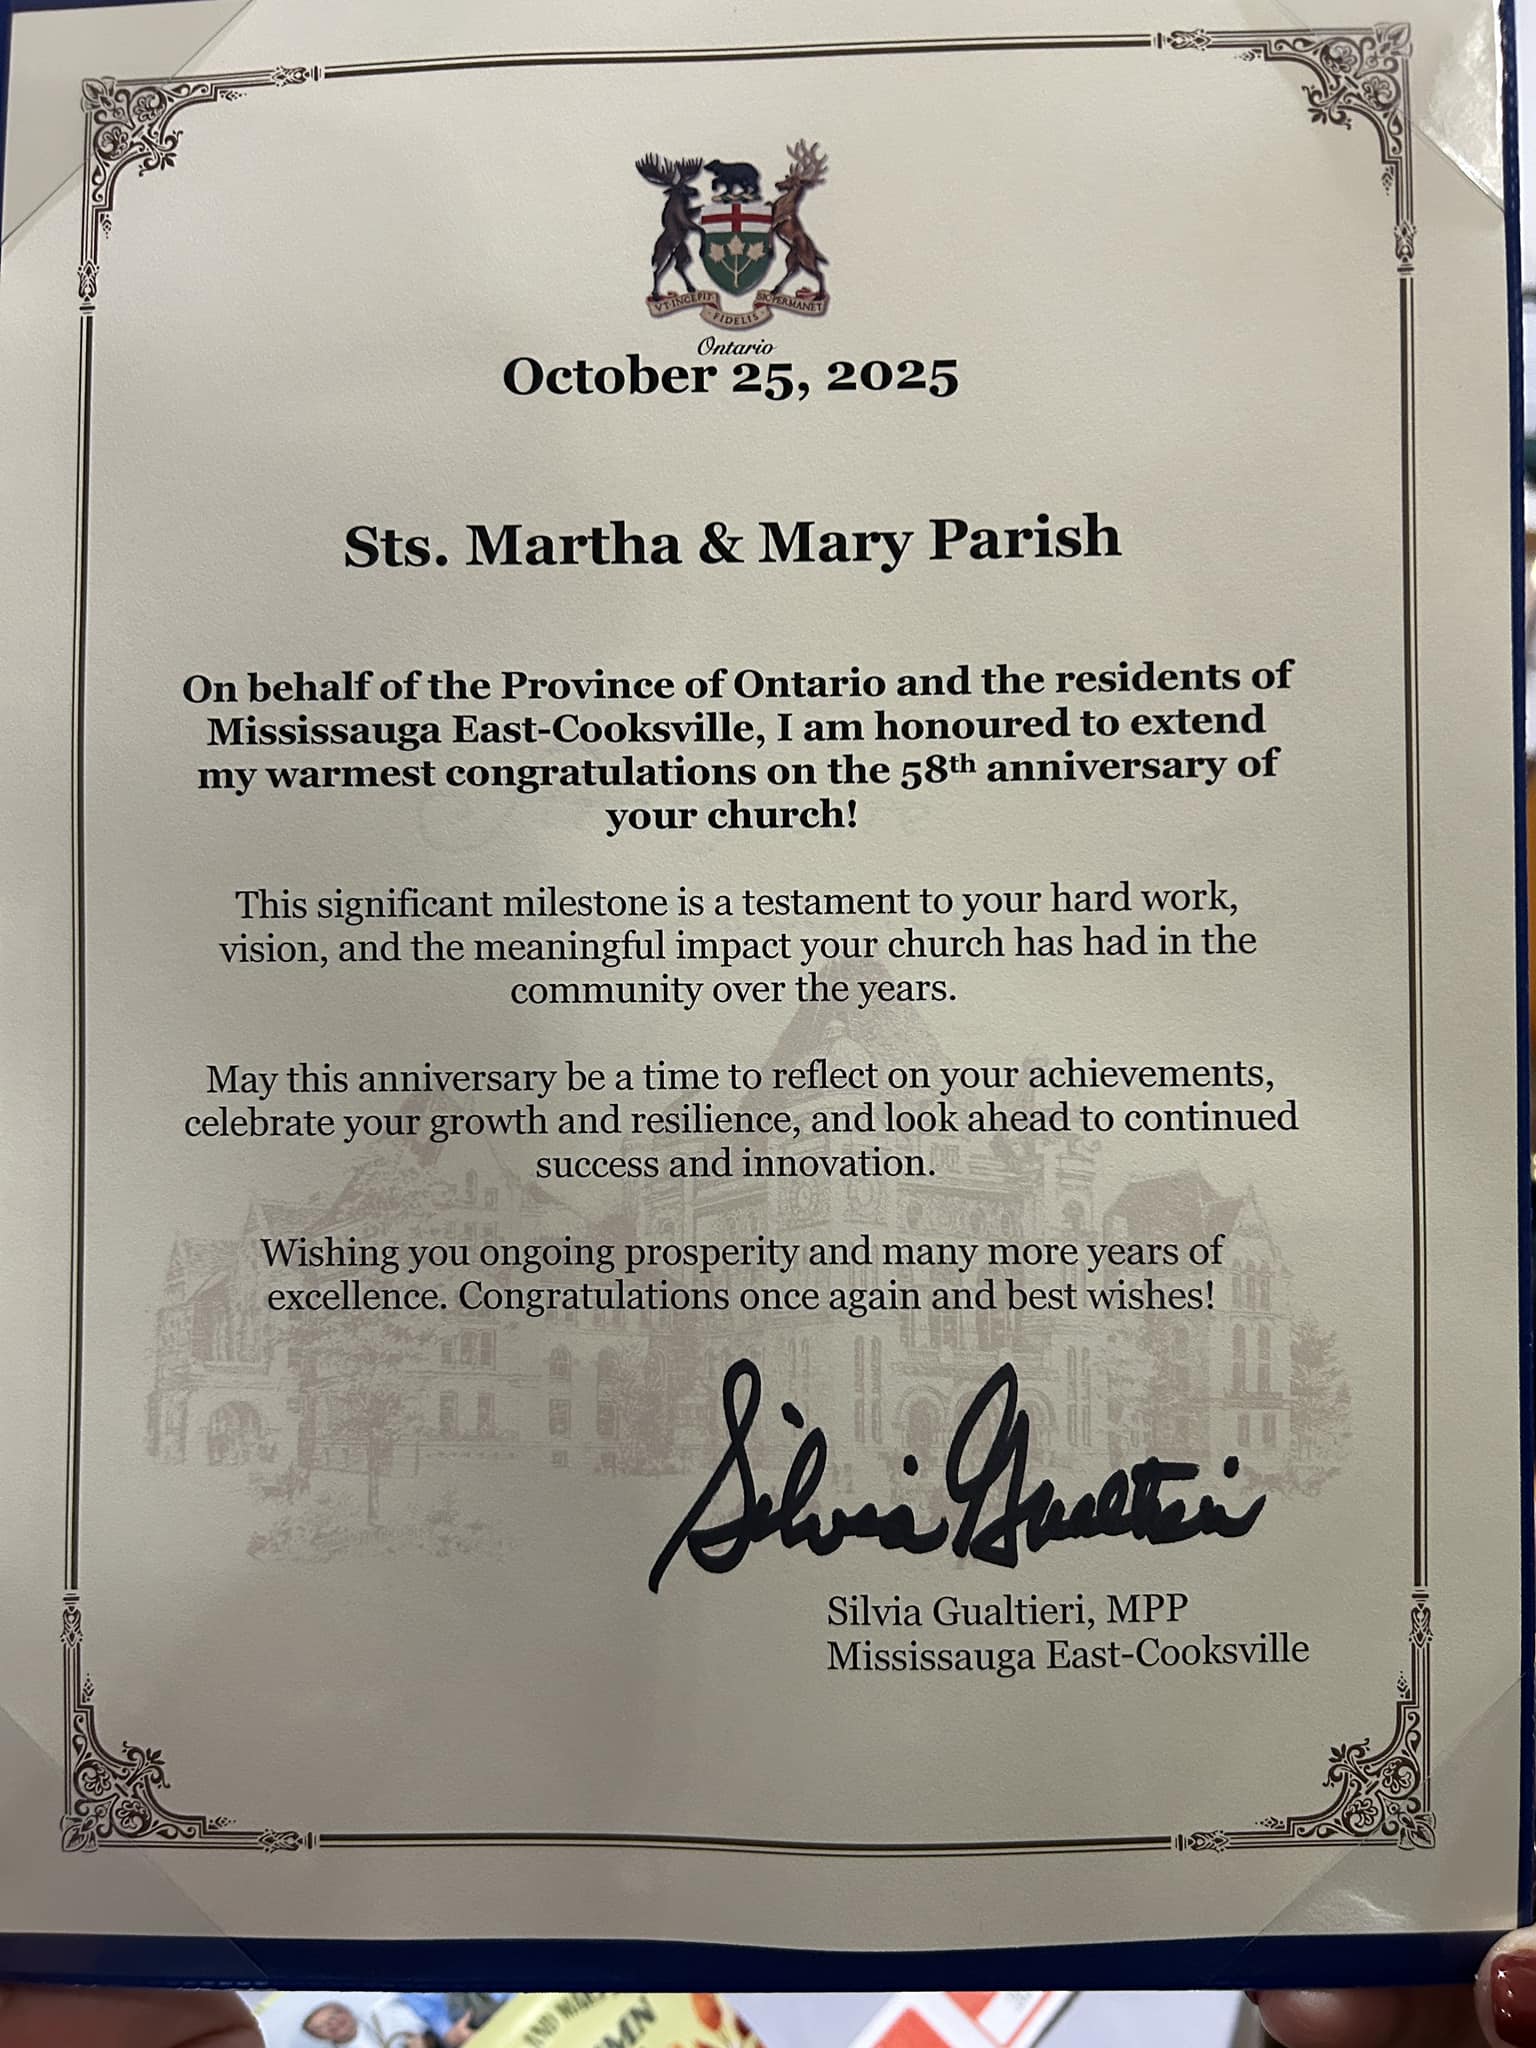 VT·INCEPIT SIC·PERMANET
·FIDELIS·
Ontario
October 25, 2025
Sts. Martha & Mary Parish
On behalf of the Province of Ontario and the residents of
Mississauga East-Cooksville, I am honoured to extend
my warmest congratulations on the 58th anniversary of
your church!
This significant milestone is a testament to your hard work,
vision, and the meaningful impact your church has had in the
community over the years.
May this anniversary be a time to reflect on your achievements,
celebrate your growth and resilience, and look ahead to continued
success and innovation.
Wishing you ongoing prosperity and many more years of
excellence. Congratulations once again and best wishes!
Silvia Gualtieri
Silvia Gualtieri, MPP
Mississauga East-Cooksville